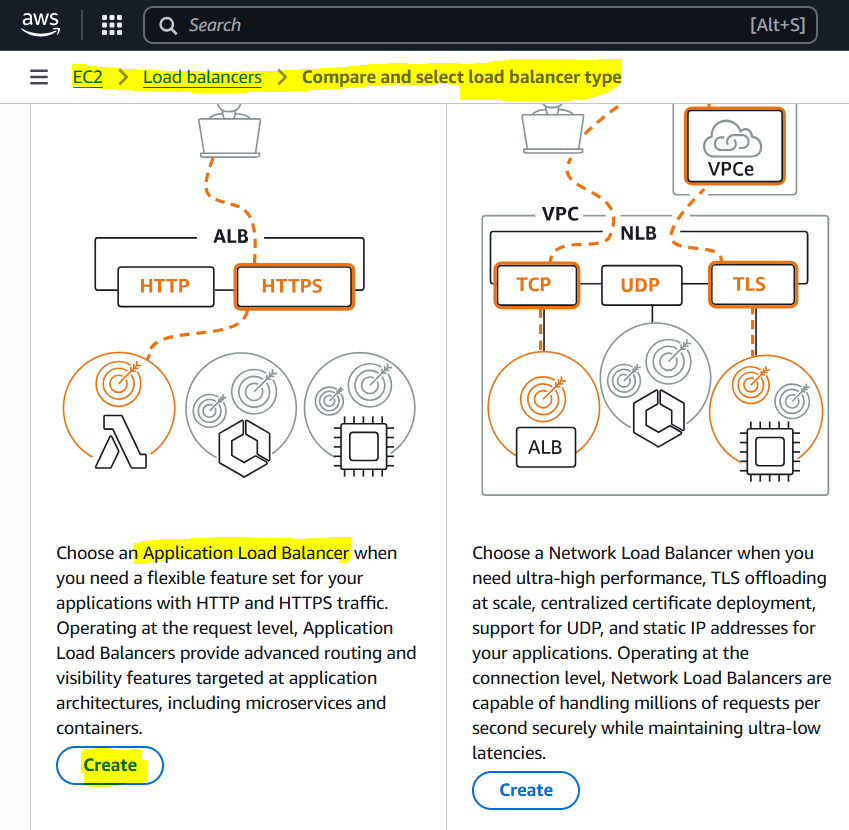 aws
Search
[Alt+S]
EC2 > Load balancers > Compare and select load balancer type
ALB
HTTP
HTTPS
Choose an Application Load Balancer when
you need a flexible feature set for your
applications with HTTP and HTTPS traffic.
Operating at the request level, Application
Load Balancers provide advanced routing and
visibility features targeted at application
architectures, including microservices and
containers.
Create
VPCe
VPC
NLB
TCP
UDP
TLS
ALB
Choose a Network Load Balancer when you
need ultra-high performance, TLS offloading
at scale, centralized certificate deployment,
support for UDP, and static IP addresses for
your applications. Operating at the
connection level, Network Load Balancers are
capable of handling millions of requests per
second securely while maintaining ultra-low
latencies.
Create